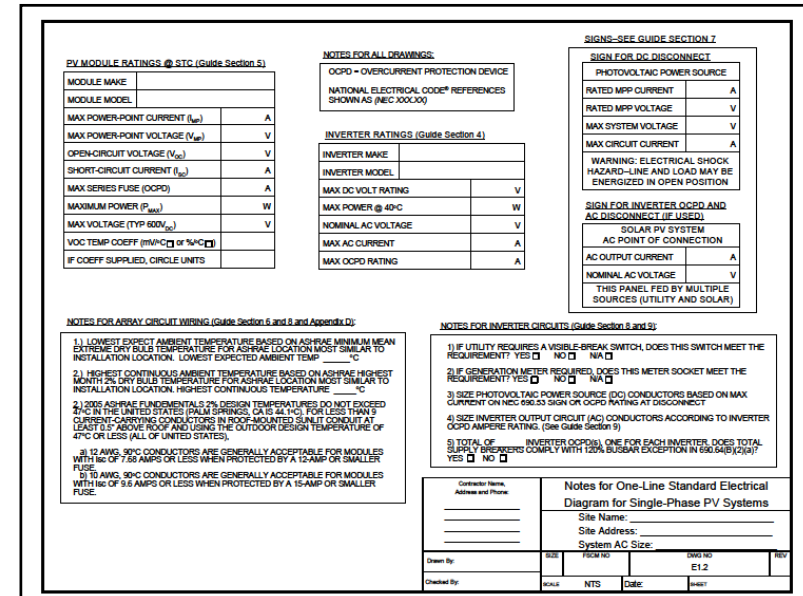 PV MODULE RATINGS @ STC (Guide Section 5)
MODULE MAKE
MODULE MODEL
MAX POWER-POINT CURRENT (IMP) A
MAX POWER-POINT VOLTAGE (VMP) V
OPEN-CIRCUIT VOLTAGE (VOC) V
SHORT-CIRCUIT CURRENT (ISC) A
MAX SERIES FUSE (OCPD) A
MAXIMUM POWER (PMAX) W
MAX VOLTAGE (TYP 600VDC) V
VOC TEMP COEFF (mV/ºC□ or %/ºC□)
IF COEFF SUPPLIED, CIRCLE UNITS
NOTES FOR ALL DRAWINGS:
OCPD = OVERCURRENT PROTECTION DEVICE
NATIONAL ELECTRICAL CODE® REFERENCES
SHOWN AS (NEC XXX.XX)
INVERTER RATINGS (Guide Section 4)
INVERTER MAKE
INVERTER MODEL
MAX DC VOLT RATING V
MAX POWER @ 40ºC W
NOMINAL AC VOLTAGE V
MAX AC CURRENT A
MAX OCPD RATING A
SIGNS–SEE GUIDE SECTION 7
SIGN FOR DC DISCONNECT
PHOTOVOLTAIC POWER SOURCE
RATED MPP CURRENT A
RATED MPP VOLTAGE V
MAX SYSTEM VOLTAGE V
MAX CIRCUIT CURRENT A
WARNING: ELECTRICAL SHOCK
HAZARD–LINE AND LOAD MAY BE
ENERGIZED IN OPEN POSITION
SIGN FOR INVERTER OCPD AND
AC DISCONNECT (IF USED)
SOLAR PV SYSTEM
AC POINT OF CONNECTION
AC OUTPUT CURRENT A
NOMINAL AC VOLTAGE V
THIS PANEL FED BY MULTIPLE
SOURCES (UTILITY AND SOLAR)
NOTES FOR ARRAY CIRCUIT WIRING (Guide Section 6 and 8 and Appendix D):
1.) LOWEST EXPECT AMBIENT TEMPERATURE BASED ON ASHRAE MINIMUM MEAN
EXTREME DRY BULB TEMPERATURE FOR ASHRAE LOCATION MOST SIMILAR TO
INSTALLATION LOCATION. LOWEST EXPECTED AMBIENT TEMP _____ºC
2.) HIGHEST CONTINUOUS AMBIENT TEMPERATURE BASED ON ASHRAE HIGHEST
MONTH 2% DRY BULB TEMPERATURE FOR ASHRAE LOCATION MOST SIMILAR TO
INSTALLATION LOCATION. HIGHEST CONTINUOUS TEMPERATURE _____ºC
2.) 2005 ASHRAE FUNDEMENTALS 2% DESIGN TEMPERATURES DO NOT EXCEED
47ºC IN THE UNITED STATES (PALM SPRINGS, CA IS 44.1ºC). FOR LESS THAN 9
CURRENT-CARRYING CONDUCTORS IN ROOF-MOUNTED SUNLIT CONDUIT AT
LEAST 0.5" ABOVE ROOF AND USING THE OUTDOOR DESIGN TEMPERATURE OF
47ºC OR LESS (ALL OF UNITED STATES),
a) 12 AWG, 90ºC CONDUCTORS ARE GENERALLY ACCEPTABLE FOR MODULES
WITH Isc OF 7.68 AMPS OR LESS WHEN PROTECTED BY A 12-AMP OR SMALLER
FUSE.
b) 10 AWG, 90ºC CONDUCTORS ARE GENERALLY ACCEPTABLE FOR MODULES
WITH Isc OF 9.6 AMPS OR LESS WHEN PROTECTED BY A 15-AMP OR SMALLER
FUSE.
NOTES FOR INVERTER CIRCUITS (Guide Section 8 and 9):
1) IF UTILITY REQUIRES A VISIBLE-BREAK SWITCH, DOES THIS SWITCH MEET THE
REQUIREMENT? YES □ NO □ N/A □
2) IF GENERATION METER REQUIRED, DOES THIS METER SOCKET MEET THE
REQUIREMENT? YES □ NO □ N/A □
3) SIZE PHOTOVOLTAIC POWER SOURCE (DC) CONDUCTORS BASED ON MAX
CURRENT ON NEC 690.53 SIGN OR OCPD RATING AT DISCONNECT
4) SIZE INVERTER OUTPUT CIRCUIT (AC) CONDUCTORS ACCORDING TO INVERTER
OCPD AMPERE RATING. (See Guide Section 9)
5) TOTAL OF _____ INVERTER OCPD(s), ONE FOR EACH INVERTER. DOES TOTAL
SUPPLY BREAKERS COMPLY WITH 120% BUSBAR EXCEPTION IN 690.64(B)(2)(a)?
YES □ NO □
Contractor Name,
Address and Phone:
Notes for One-Line Standard Electrical
Diagram for Single-Phase PV Systems
Site Name:
Site Address:
System AC Size:
Drawn By:
SIZE FSCM NO DWG NO REV
E1.2
Checked By:
SCALE NTS Date: SHEET